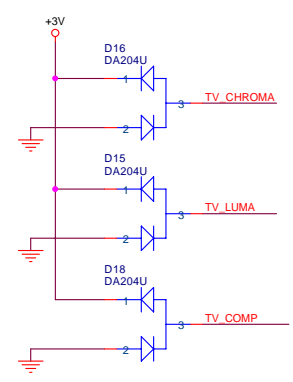 +3V
D16
DA204U
1
3
TV_CHROMA
2
D15
DA204U
1
3
TV_LUMA
2
D18
DA204U
1
3
TV_COMP
2